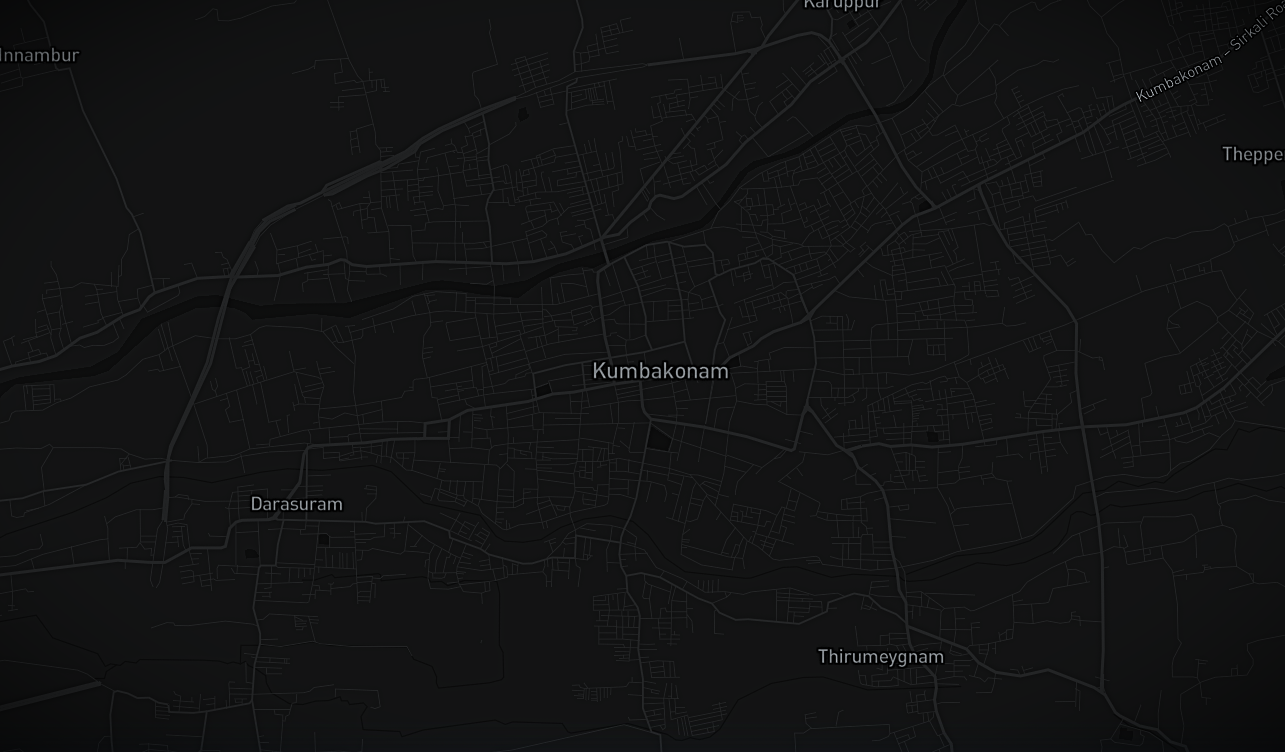 Karuppur
Innambur
Kumbakonam – Sirkali Ro
Theppe
Kumbakonam
Darasuram
Thirumeygnam